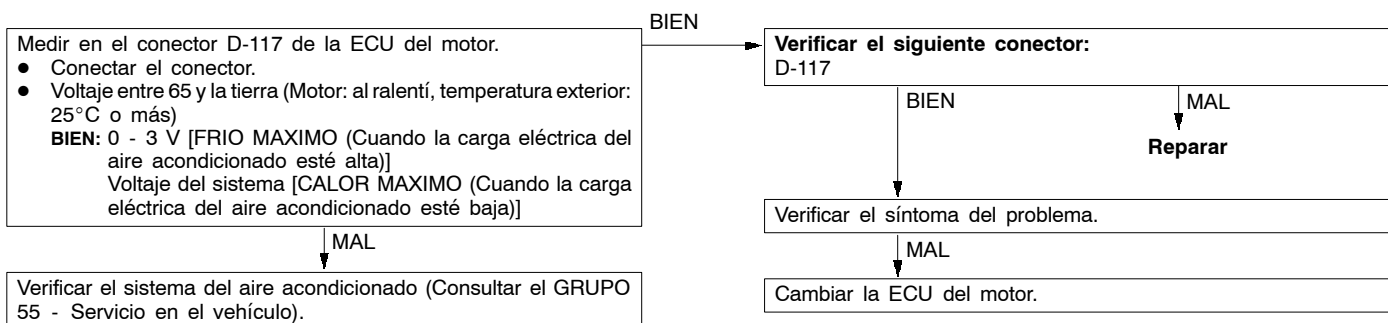 Medir en el conector D-117 de la ECU del motor.
● Conectar el conector.
● Voltaje entre 65 y la tierra (Motor: al ralentí, temperatura exterior:
25°C o más)
BIEN: 0 - 3 V [FRIO MAXIMO (Cuando la carga eléctrica del
aire acondicionado esté alta)]
Voltaje del sistema [CALOR MAXIMO (Cuando la carga
eléctrica del aire acondicionado esté baja)]
MAL
Verificar el sistema del aire acondicionado (Consultar el GRUPO
55 - Servicio en el vehículo).
BIEN
Verificar el siguiente conector:
D-117
BIEN
MAL
Reparar
Verificar el síntoma del problema.
MAL
Cambiar la ECU del motor.